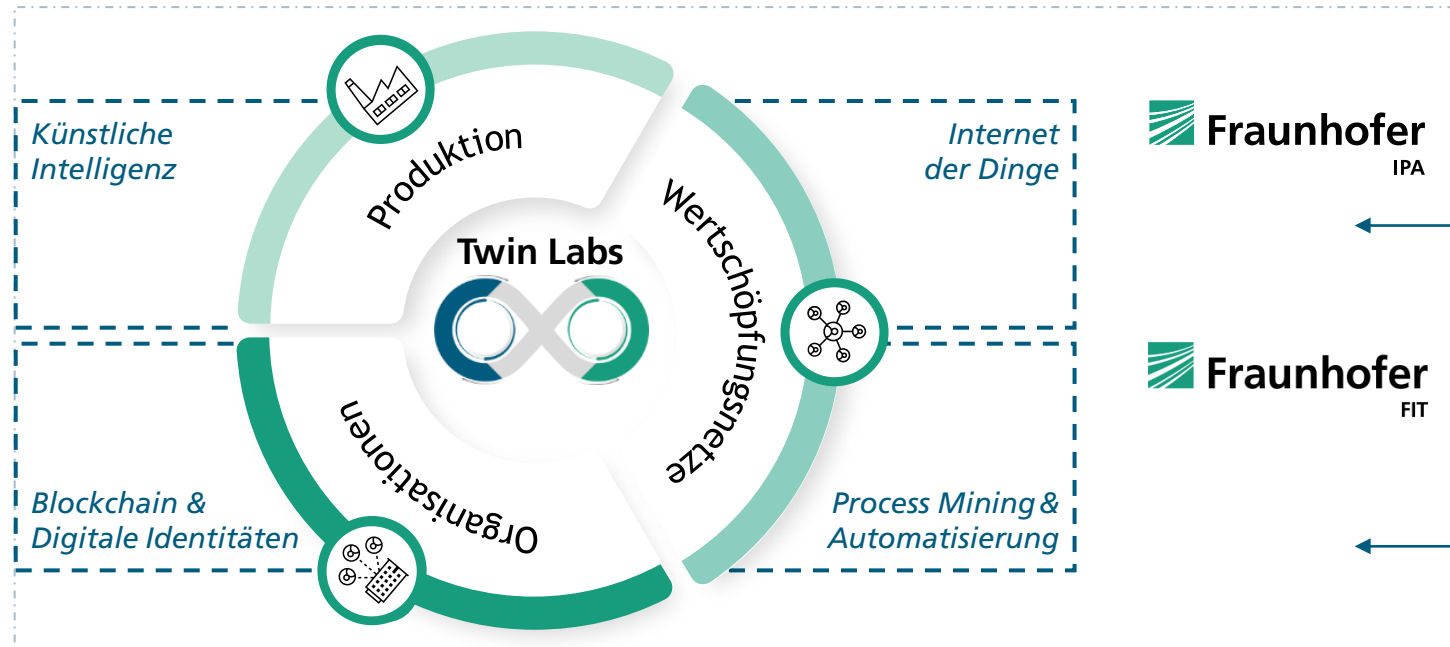 Künstliche
Intelligenz
Produktion
Internet
der Dinge
Fraunhofer
IPA
Twin Labs
Wertschöpfungsnetze
Fraunhofer
FIT
Organisationen
Blockchain &
Digitale Identitäten
Process Mining &
Automatisierung